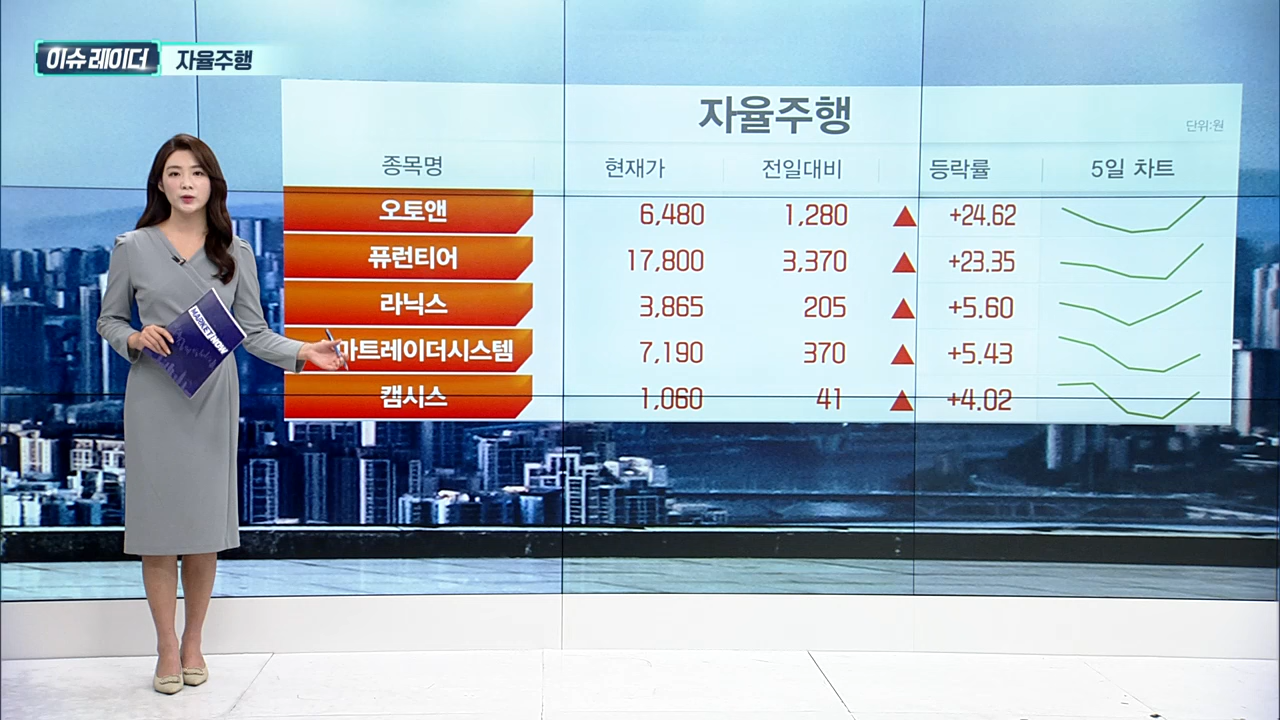 이슈 레이더 자율주행
자율주행
단위:원
종목명 현재가 전일대비 등락률 5일 차트
오토앤 6,480 1,280 ▲ +24.62
퓨런티어 17,800 3,370 ▲ +23.35
라닉스 3,865 205 ▲ +5.60
마트레이더시스템 7,190 370 ▲ +5.43
캠시스 1,060 41 ▲ +4.02
MARKET NOW